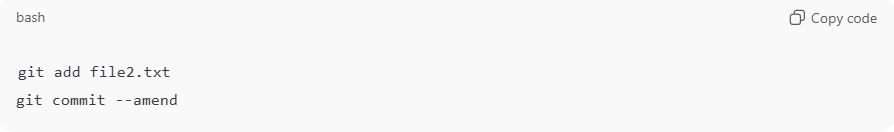 bash
Copy code
git add file2.txt
git commit --amend